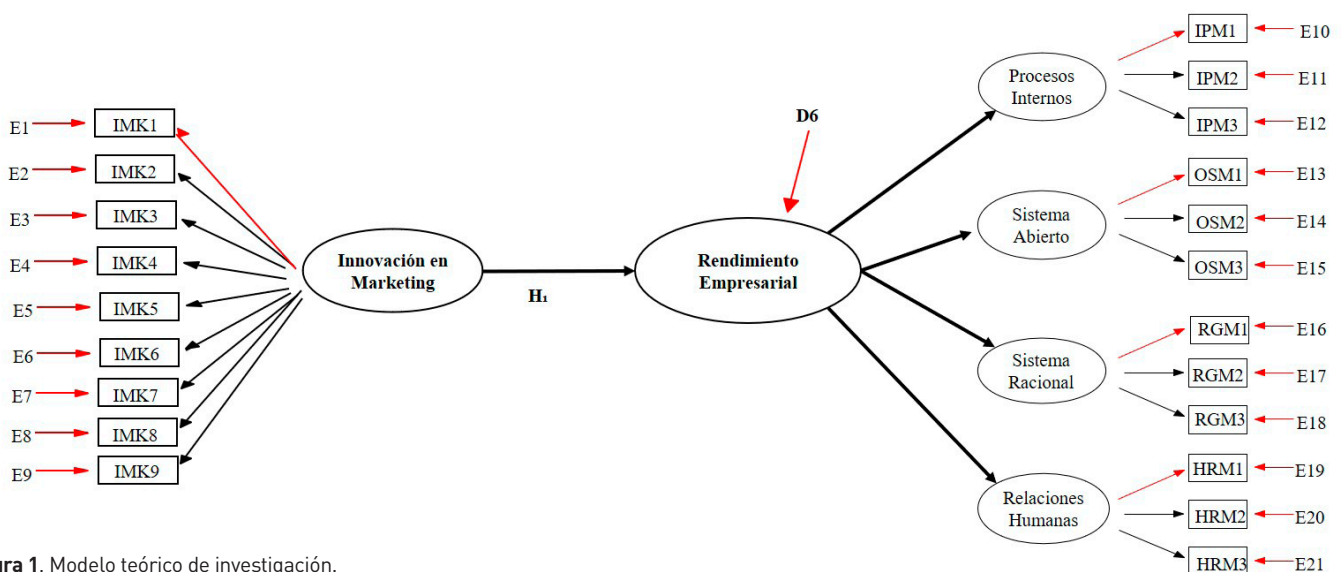 E1
IMK1
E2
IMK2
E3
IMK3
E4
IMK4
E5
IMK5
E6
IMK6
E7
IMK7
E8
IMK8
E9
IMK9
Innovación en
Marketing
H₁
D6
Rendimiento
Empresarial
Procesos
Internos
IPM1
E10
IPM2
E11
IPM3
E12
Sistema
Abierto
OSM1
E13
OSM2
E14
OSM3
E15
Sistema
Racional
RGM1
E16
RGM2
E17
RGM3
E18
Relaciones
Humanas
HRM1
E19
HRM2
E20
HRM3
E21
ura 1. Modelo teórico de investigación.